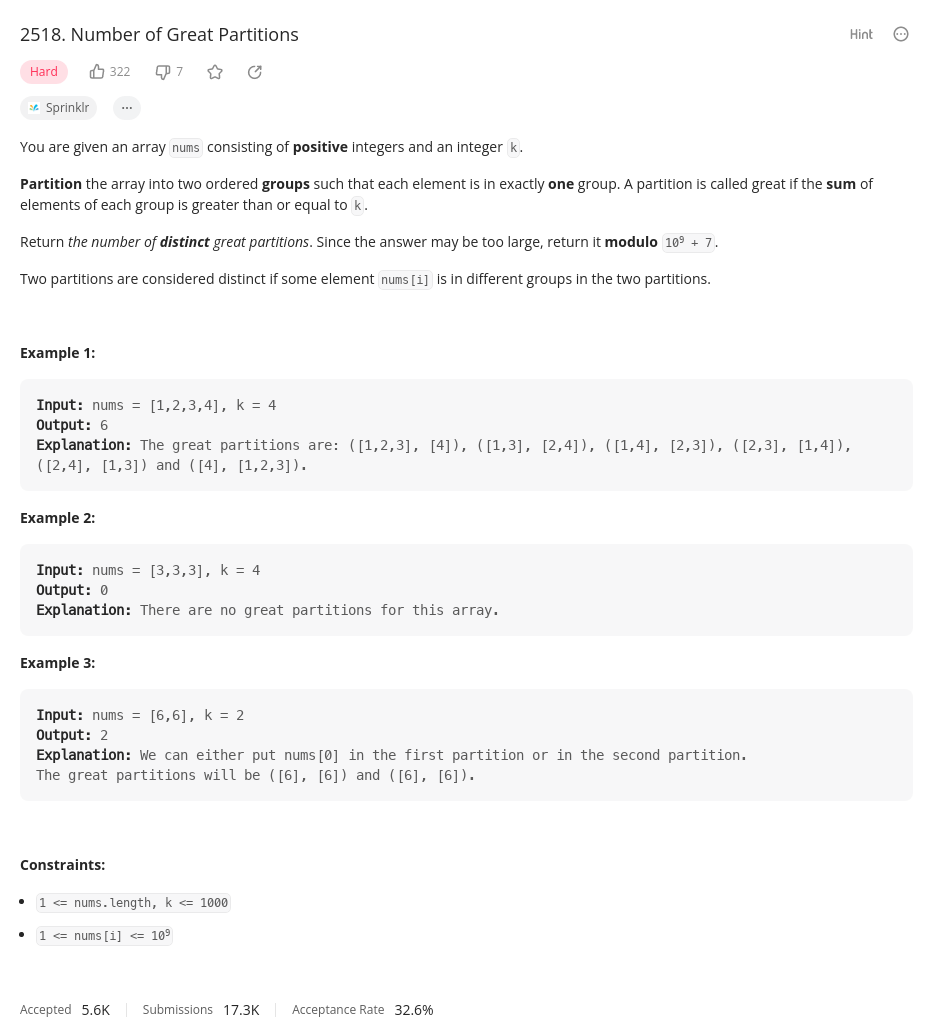 2518. Number of Great Partitions
Hint
Hard 322 7
Sprinklr ...
You are given an array nums consisting of positive integers and an integer k.
Partition the array into two ordered groups such that each element is in exactly one group. A partition is called great if the sum of
elements of each group is greater than or equal to k.
Return the number of distinct great partitions. Since the answer may be too large, return it modulo 10⁹ + 7.
Two partitions are considered distinct if some element nums[i] is in different groups in the two partitions.
Example 1:
Input: nums = [1,2,3,4], k = 4
Output: 6
Explanation: The great partitions are: ([1,2,3], [4]), ([1,3], [2,4]), ([1,4], [2,3]), ([2,3], [1,4]),
([2,4], [1,3]) and ([4], [1,2,3]).
Example 2:
Input: nums = [3,3,3], k = 4
Output: 0
Explanation: There are no great partitions for this array.
Example 3:
Input: nums = [6,6], k = 2
Output: 2
Explanation: We can either put nums[0] in the first partition or in the second partition.
The great partitions will be ([6], [6]) and ([6], [6]).
Constraints:
• 1 <= nums.length, k <= 1000
• 1 <= nums[i] <= 10⁹
Accepted 5.6K Submissions 17.3K Acceptance Rate 32.6%